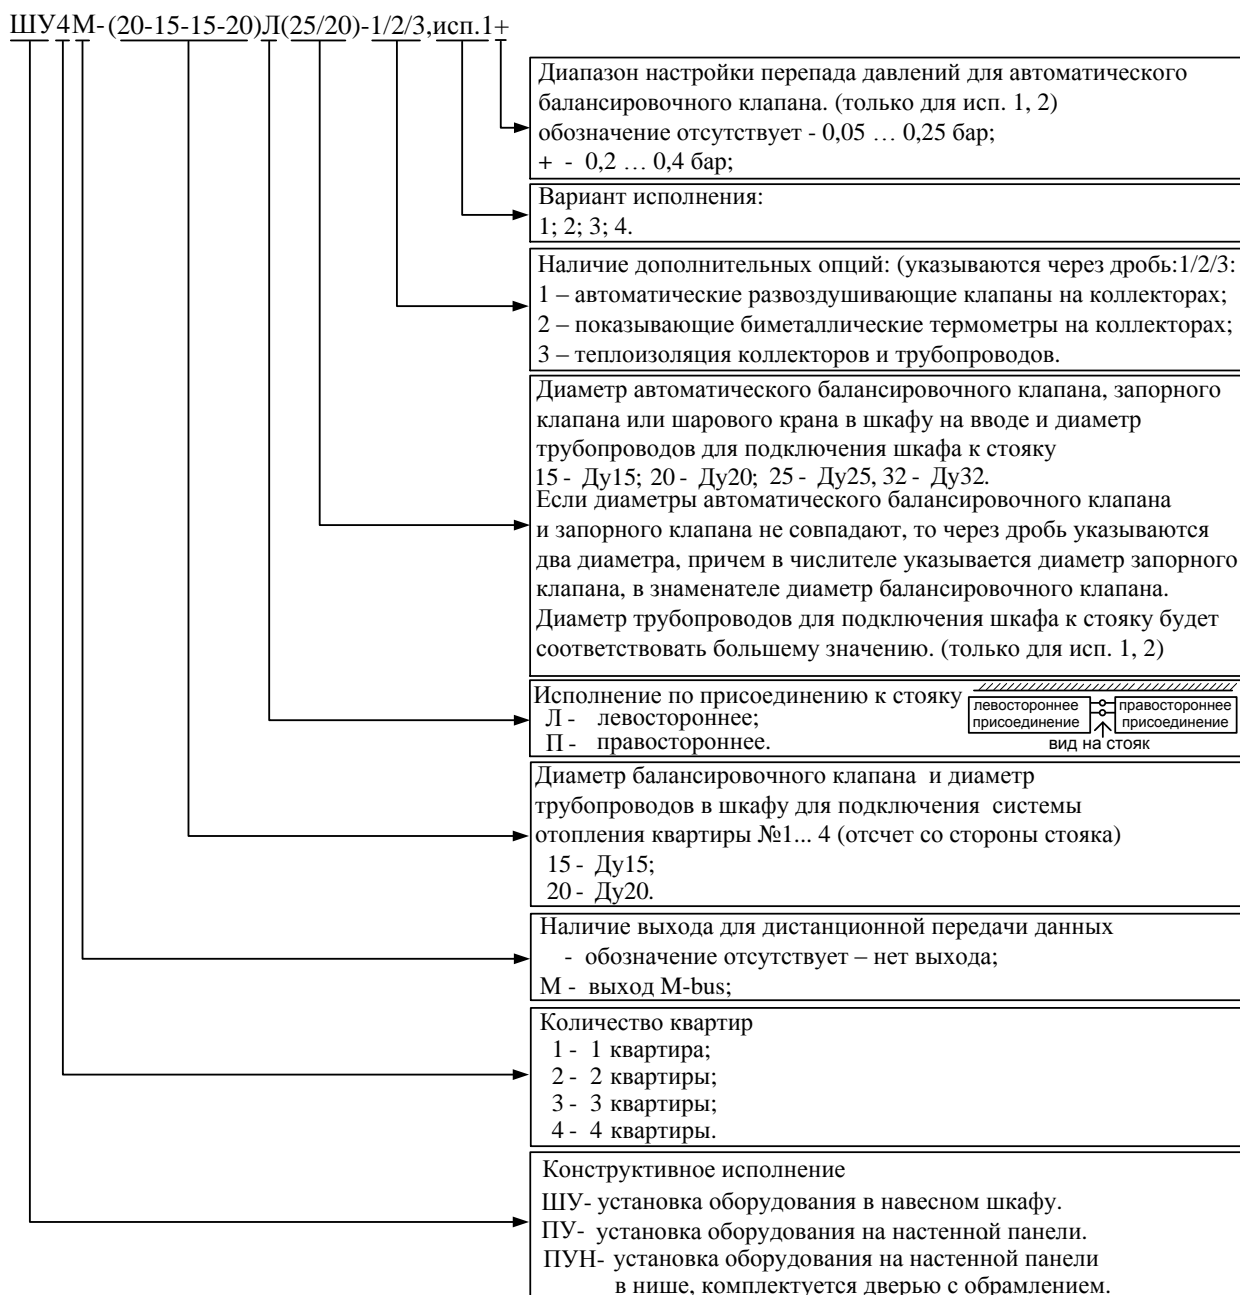 ШУ4М-(20-15-15-20)Л(25/20)-1/2/3,исп.1+
Диапазон настройки перепада давлений для автоматического
балансировочного клапана. (только для исп. 1, 2)
обозначение отсутствует - 0,05 … 0,25 бар;
+ - 0,2 … 0,4 бар;
Вариант исполнения:
1; 2; 3; 4.
Наличие дополнительных опций: (указываются через дробь:1/2/3:
1 – автоматические развоздушивающие клапаны на коллекторах;
2 – показывающие биметаллические термометры на коллекторах;
3 – теплоизоляция коллекторов и трубопроводов.
Диаметр автоматического балансировочного клапана, запорного
клапана или шарового крана в шкафу на вводе и диаметр
трубопроводов для подключения шкафа к стояку
15 - Ду15; 20 - Ду20; 25 - Ду25, 32 - Ду32.
Если диаметры автоматического балансировочного клапана
и запорного клапана не совпадают, то через дробь указываются
два диаметра, причем в числителе указывается диаметр запорного
клапана, в знаменателе диаметр балансировочного клапана.
Диаметр трубопроводов для подключения шкафа к стояку будет
соответствовать большему значению. (только для исп. 1, 2)
Исполнение по присоединению к стояку
Л - левостороннее;
П - правостороннее.
левостороннее присоединение
правостороннее присоединение
вид на стояк
Диаметр балансировочного клапана и диаметр
трубопроводов в шкафу для подключения системы
отопления квартиры №1... 4 (отсчет со стороны стояка)
15 - Ду15;
20 - Ду20.
Наличие выхода для дистанционной передачи данных
- обозначение отсутствует – нет выхода;
М - выход M-bus;
Количество квартир
1 - 1 квартира;
2 - 2 квартиры;
3 - 3 квартиры;
4 - 4 квартиры.
Конструктивное исполнение
ШУ- установка оборудования в навесном шкафу.
ПУ- установка оборудования на настенной панели.
ПУН- установка оборудования на настенной панели
в нише, комплектуется дверью с обрамлением.